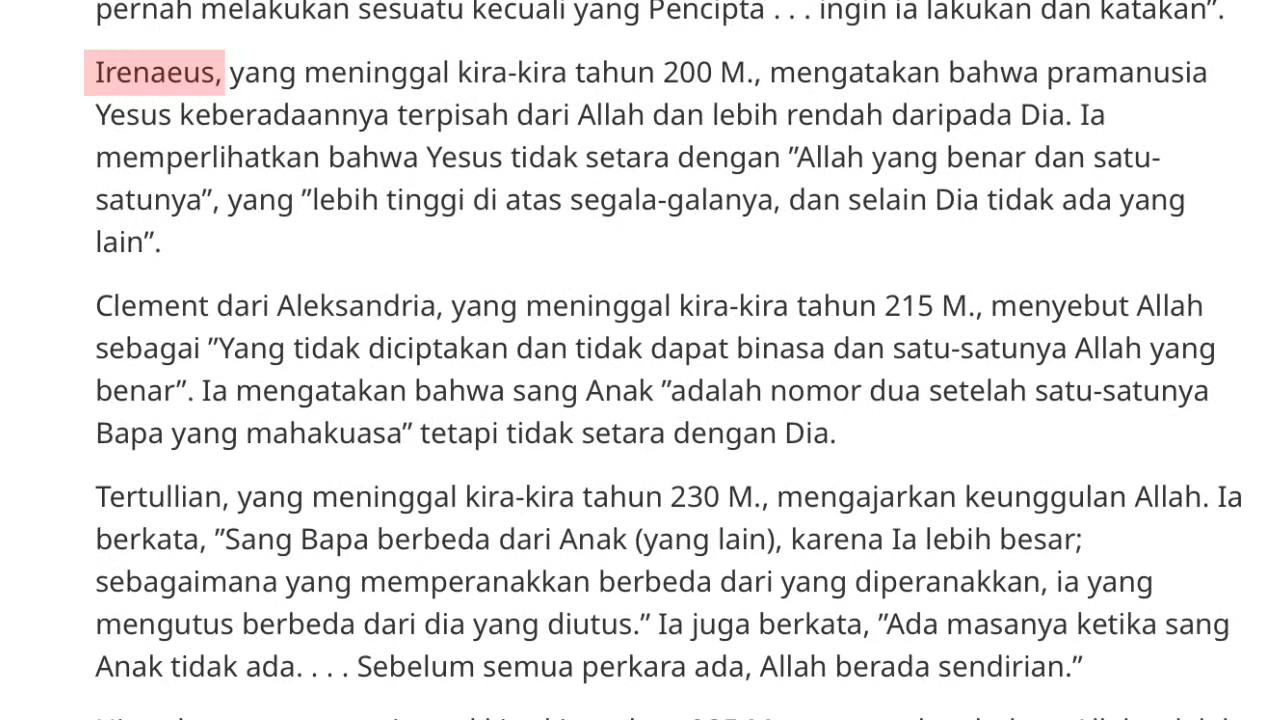 pernah melakukan sesuatu kecuali yang Pencipta . . . ingin ia lakukan dan katakan”.
Irenaeus, yang meninggal kira-kira tahun 200 M., mengatakan bahwa pramanusia
Yesus keberadaannya terpisah dari Allah dan lebih rendah daripada Dia. Ia
memperlihatkan bahwa Yesus tidak setara dengan ”Allah yang benar dan satu-
satunya”, yang ”lebih tinggi di atas segala-galanya, dan selain Dia tidak ada yang
lain”.
Clement dari Aleksandria, yang meninggal kira-kira tahun 215 M., menyebut Allah
sebagai ”Yang tidak diciptakan dan tidak dapat binasa dan satu-satunya Allah yang
benar”. Ia mengatakan bahwa sang Anak ”adalah nomor dua setelah satu-satunya
Bapa yang mahakuasa” tetapi tidak setara dengan Dia.
Tertullian, yang meninggal kira-kira tahun 230 M., mengajarkan keunggulan Allah. Ia
berkata, ”Sang Bapa berbeda dari Anak (yang lain), karena Ia lebih besar;
sebagaimana yang memperanakkan berbeda dari yang diperanakkan, ia yang
mengutus berbeda dari dia yang diutus.” Ia juga berkata, ”Ada masanya ketika sang
Anak tidak ada. . . . Sebelum semua perkara ada, Allah berada sendirian.”